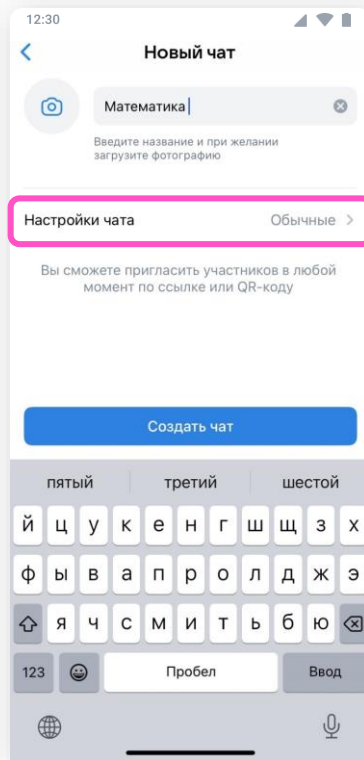 12:30
Новый чат
Математика
Введите название и при желании
загрузите фотографию
Настройки чата Обычные
Вы сможете пригласить участников в любой
момент по ссылке или QR-коду
Создать чат
пятый третий шестой
й ц у к е н г ш щ з х
ф ы в а п р о л д ж э
я ч с м и т ь б ю
123 Пробел Ввод